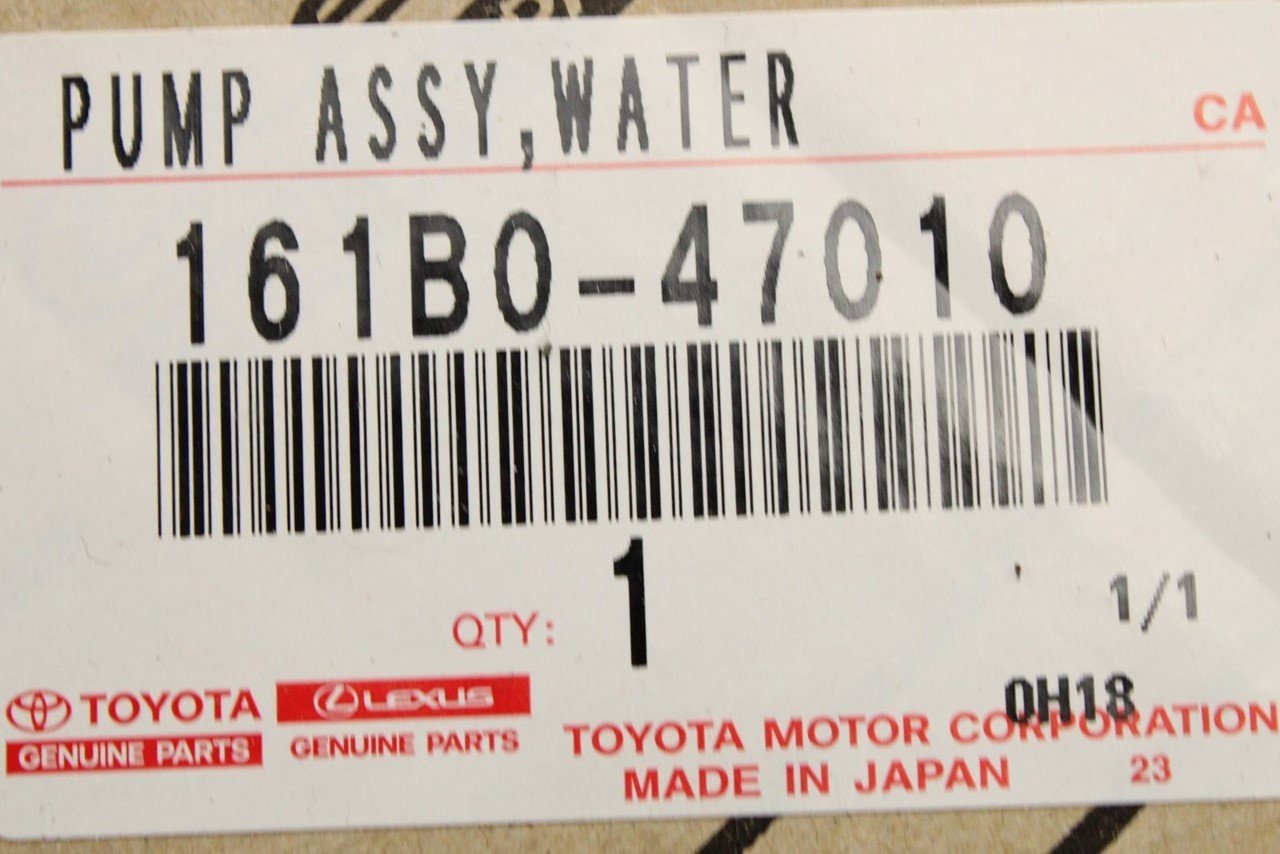 PUMP ASSY,WATER
CA
161B0-47010
1
QTY:
1/1
0H18
TOYOTA
GENUINE PARTS
LEXUS
GENUINE PARTS
TOYOTA MOTOR CORPORATION
MADE IN JAPAN
23